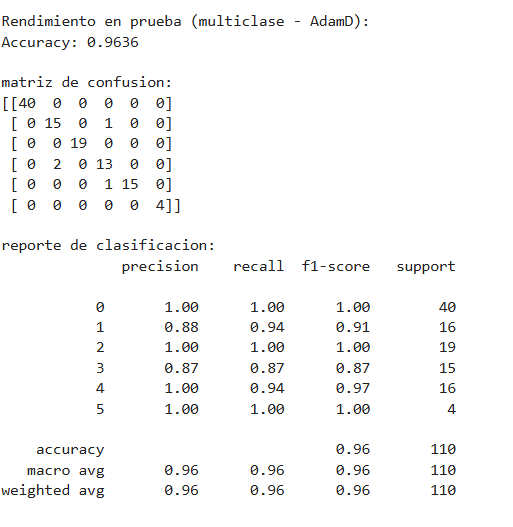 Rendimiento en prueba (multiclase - AdamD):
Accuracy: 0.9636
matriz de confusion:
[[40  0  0  0  0  0]
 [ 0 15  0  1  0  0]
 [ 0  0 19  0  0  0]
 [ 0  2  0 13  0  0]
 [ 0  0  0  1 15  0]
 [ 0  0  0  0  0  4]]
reporte de clasificacion:
              precision    recall  f1-score   support
           0       1.00      1.00      1.00        40
           1       0.88      0.94      0.91        16
           2       1.00      1.00      1.00        19
           3       0.87      0.87      0.87        15
           4       1.00      0.94      0.97        16
           5       1.00      1.00      1.00         4
    accuracy                           0.96       110
   macro avg       0.96      0.96      0.96       110
weighted avg       0.96      0.96      0.96       110